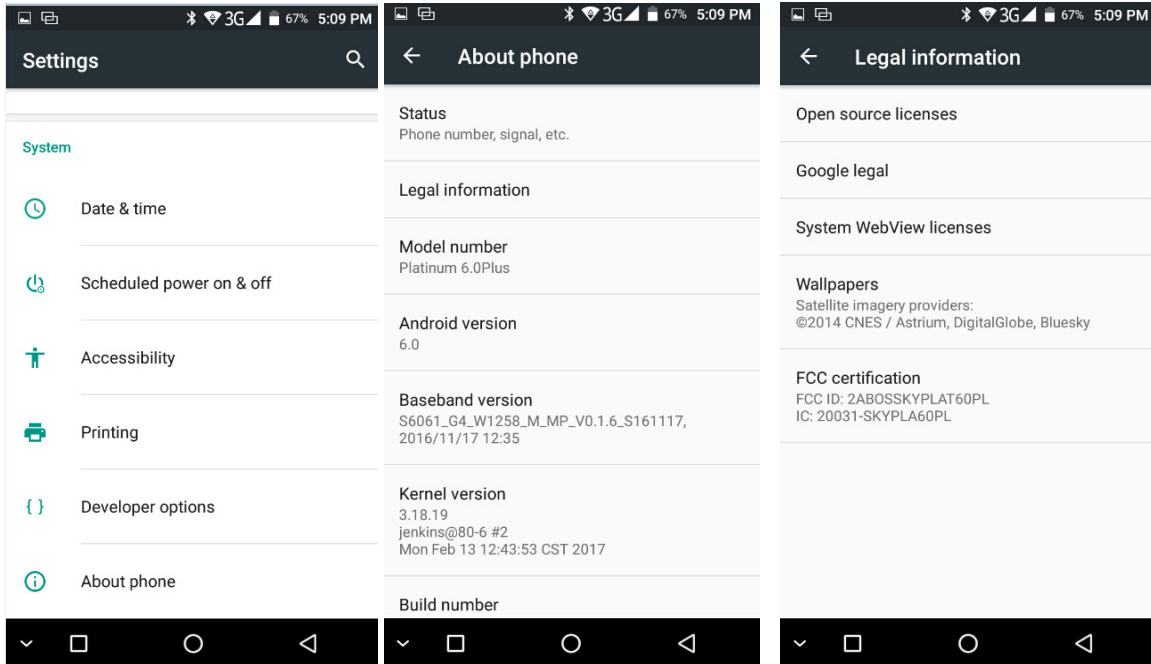 3G 67% 5:09 PM
Settings
System
Date & time
Scheduled power on & off
Accessibility
Printing
{ } Developer options
About phone
3G 67% 5:09 PM
About phone
Status
Phone number, signal, etc.
Legal information
Model number
Platinum 6.0Plus
Android version
6.0
Baseband version
S6061_G4_W1258_M_MP_V0.1.6_S161117,
2016/11/17 12:35
Kernel version
3.18.19
jenkins@80-6 #2
Mon Feb 13 12:43:53 CST 2017
Build number
3G 67% 5:09 PM
Legal information
Open source licenses
Google legal
System WebView licenses
Wallpapers
Satellite imagery providers:
©2014 CNES / Astrium, DigitalGlobe, Bluesky
FCC certification
FCC ID: 2ABOSSKYPLAT60PL
IC: 20031-SKYPLA60PL